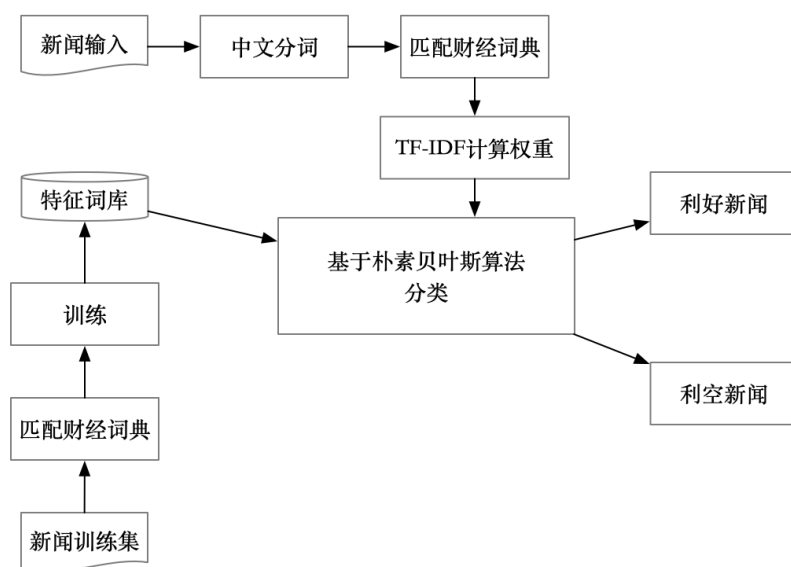 新闻输入
中文分词
匹配财经词典
TF-IDF计算权重
特征词库
利好新闻
基于朴素贝叶斯算法
分类
训练
利空新闻
匹配财经词典
新闻训练集